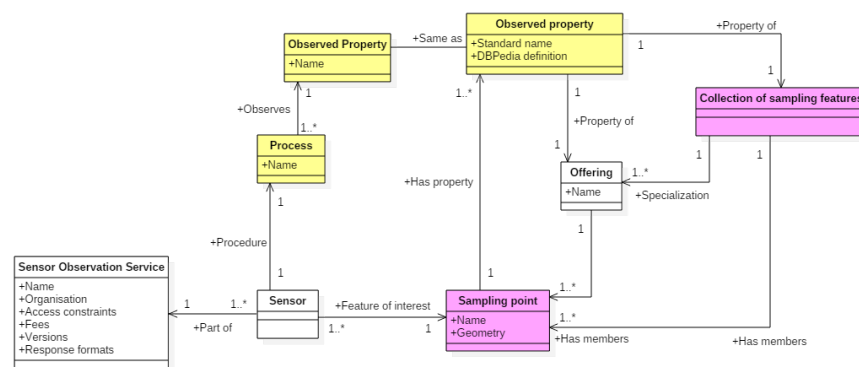 Observed Property
+Name
+Same as
Observed property
+Standard name
+DBPedia definition
1
+Property of
1
Collection of sampling features
+Observes
1
1..*
Process
+Name
1..*
1
+Property of
1
1
1
1..*
+Specialization
Offering
+Name
+Has property
1
+Procedure
1
1
1
1..*
Sensor Observation Service
+Name
+Organisation
+Access constraints
+Fees
+Versions
+Response formats
1
1..*
+Part of
Sensor
+Feature of interest
1..*
1
Sampling point
+Name
+Geometry
1..*
+Has members
+Has members